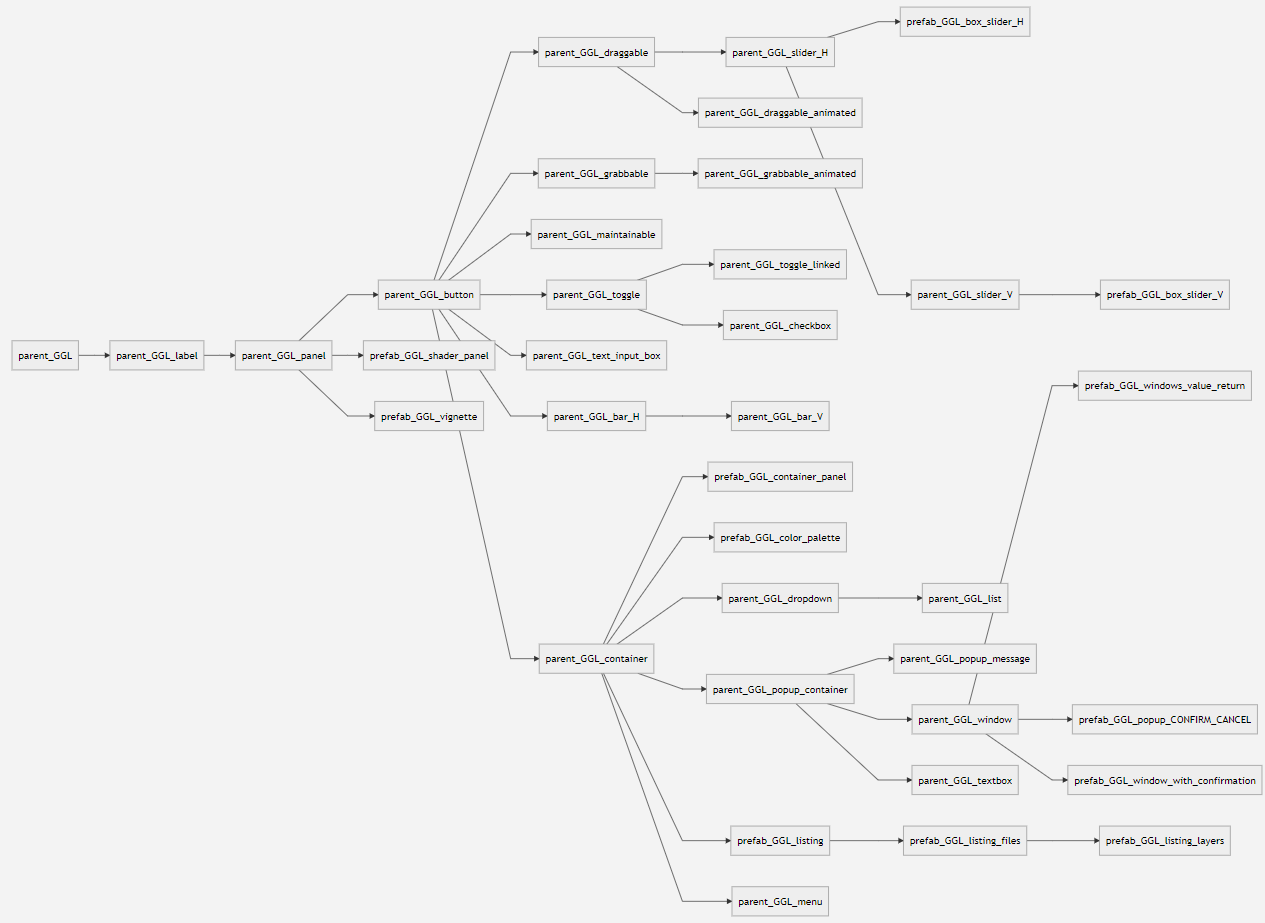 prefab_GGL_box_slider_H
parent_GGL_draggable
parent_GGL_slider_H
parent_GGL_draggable_animated
parent_GGL_grabbable
parent_GGL_grabbable_animated
parent_GGL_maintainable
parent_GGL_toggle_linked
parent_GGL_button
parent_GGL_toggle
parent_GGL_slider_V
prefab_GGL_box_slider_V
parent_GGL_checkbox
parent_GGL
parent_GGL_label
parent_GGL_panel
prefab_GGL_shader_panel
parent_GGL_text_input_box
prefab_GGL_windows_value_return
prefab_GGL_vignette
parent_GGL_bar_H
parent_GGL_bar_V
prefab_GGL_container_panel
prefab_GGL_color_palette
parent_GGL_dropdown
parent_GGL_list
parent_GGL_container
parent_GGL_popup_message
parent_GGL_popup_container
parent_GGL_window
prefab_GGL_popup_CONFIRM_CANCEL
parent_GGL_textbox
prefab_GGL_window_with_confirmation
prefab_GGL_listing
prefab_GGL_listing_files
prefab_GGL_listing_layers
parent_GGL_menu